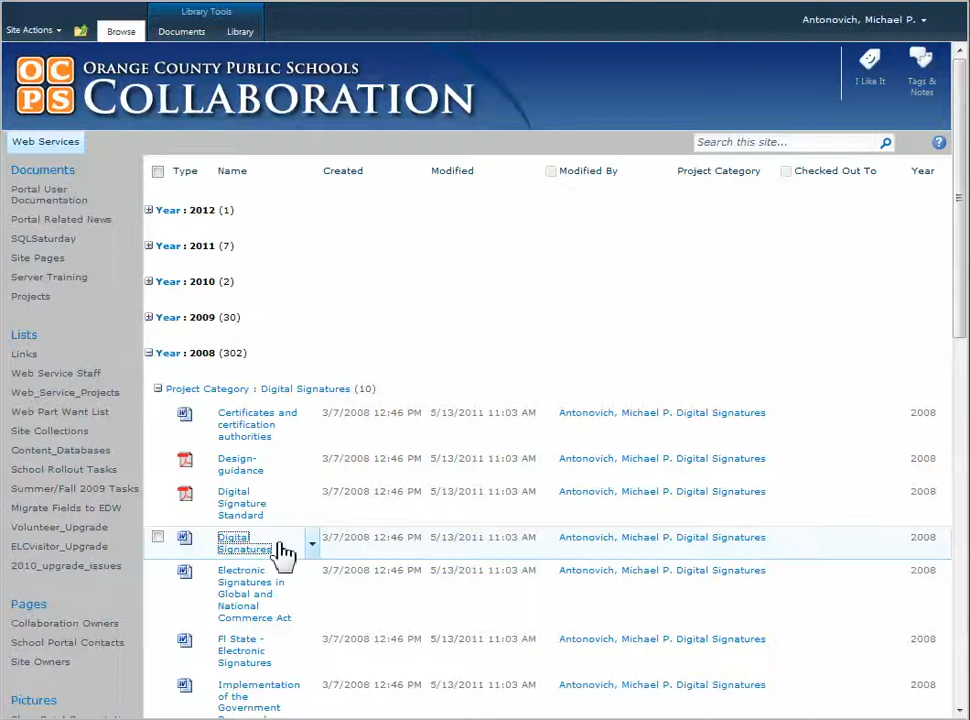 Library Tools
Site Actions
Browse
Documents
Library
Antonovich, Michael P.
OCPS
ORANGE COUNTY PUBLIC SCHOOLS
COLLABORATION
I Like It
Tags & Notes
Web Services
Search this site...
Documents
Portal User
Documentation
Portal Related News
SQLSaturday
Site Pages
Server Training
Projects
Lists
Links
Web Service Staff
Web_Service_Projects
Web Part Want List
Site Collections
Content_Databases
School Rollout Tasks
Summer/Fall 2009 Tasks
Migrate Fields to EDW
Volunteer_Upgrade
ELCvisitor_Upgrade
2010_upgrade_issues
Pages
Collaboration Owners
School Portal Contacts
Site Owners
Pictures
Type Name Created Modified Modified By Project Category Checked Out To Year
Year : 2012 (1)
Year : 2011 (7)
Year : 2010 (2)
Year : 2009 (30)
Year : 2008 (302)
Project Category : Digital Signatures (10)
Certificates and 3/7/2008 12:46 PM 5/13/2011 11:03 AM Antonovich, Michael P. Digital Signatures 2008
certification
authorities
Design- 3/7/2008 12:46 PM 5/13/2011 11:03 AM Antonovich, Michael P. Digital Signatures 2008
guidance
Digital 3/7/2008 12:46 PM 5/13/2011 11:03 AM Antonovich, Michael P. Digital Signatures 2008
Signature
Standard
Digital 3/7/2008 12:46 PM 5/13/2011 11:03 AM Antonovich, Michael P. Digital Signatures 2008
Signatures
Electronic 3/7/2008 12:46 PM 5/13/2011 11:03 AM Antonovich, Michael P. Digital Signatures 2008
Signatures in
Global and
National
Commerce Act
Fl State - 3/7/2008 12:46 PM 5/13/2011 11:03 AM Antonovich, Michael P. Digital Signatures 2008
Electronic
Signatures
Implementation 3/7/2008 12:46 PM 5/13/2011 11:03 AM Antonovich, Michael P. Digital Signatures 2008
of the
Government